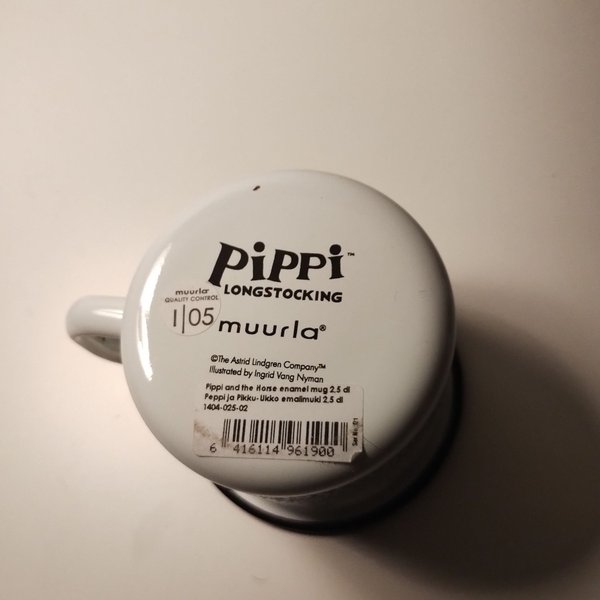 PiPPi™
LONGSTOCKING
muurla®
QUALITY CONTROL
1|05
muurla®
©The Astrid Lindgren Company™
Illustrated by Ingrid Vang Nyman
Pippi and the Horse enamel mug 2.5 dl
Peppi ja Pikku-Ukko emalimuki 2,5 dl
1404-025-02
6 416114 961900